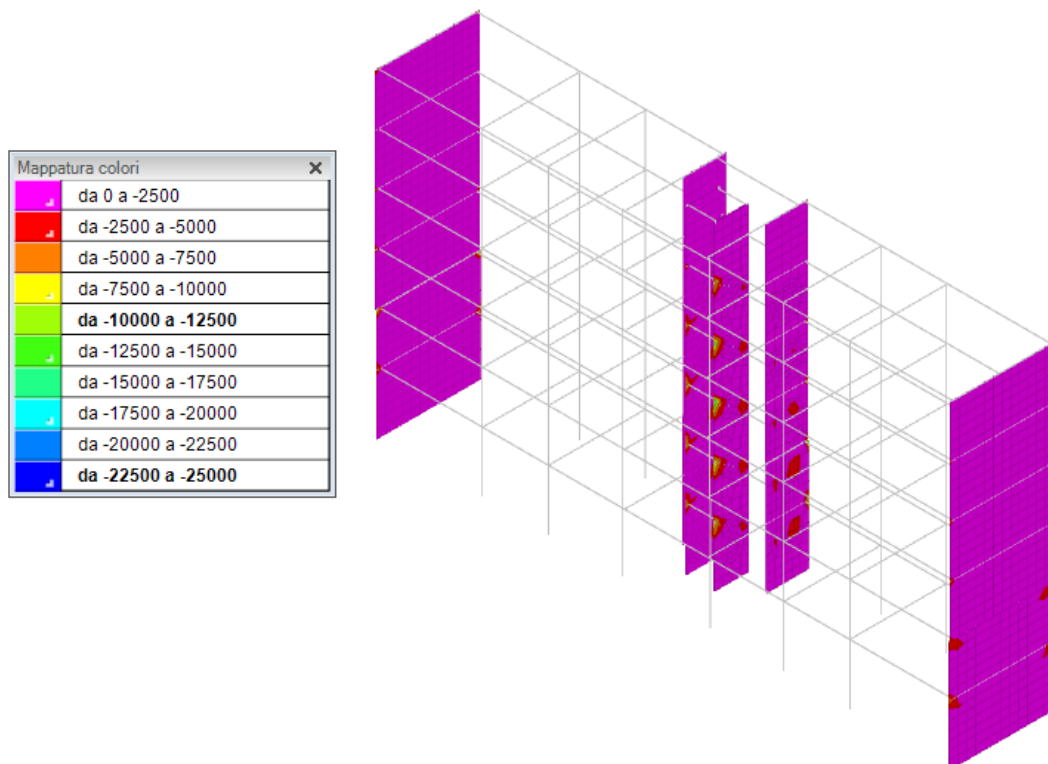 Mappatura colori
da 0 a -2500
da -2500 a -5000
da -5000 a -7500
da -7500 a -10000
da -10000 a -12500
da -12500 a -15000
da -15000 a -17500
da -17500 a -20000
da -20000 a -22500
da -22500 a -25000